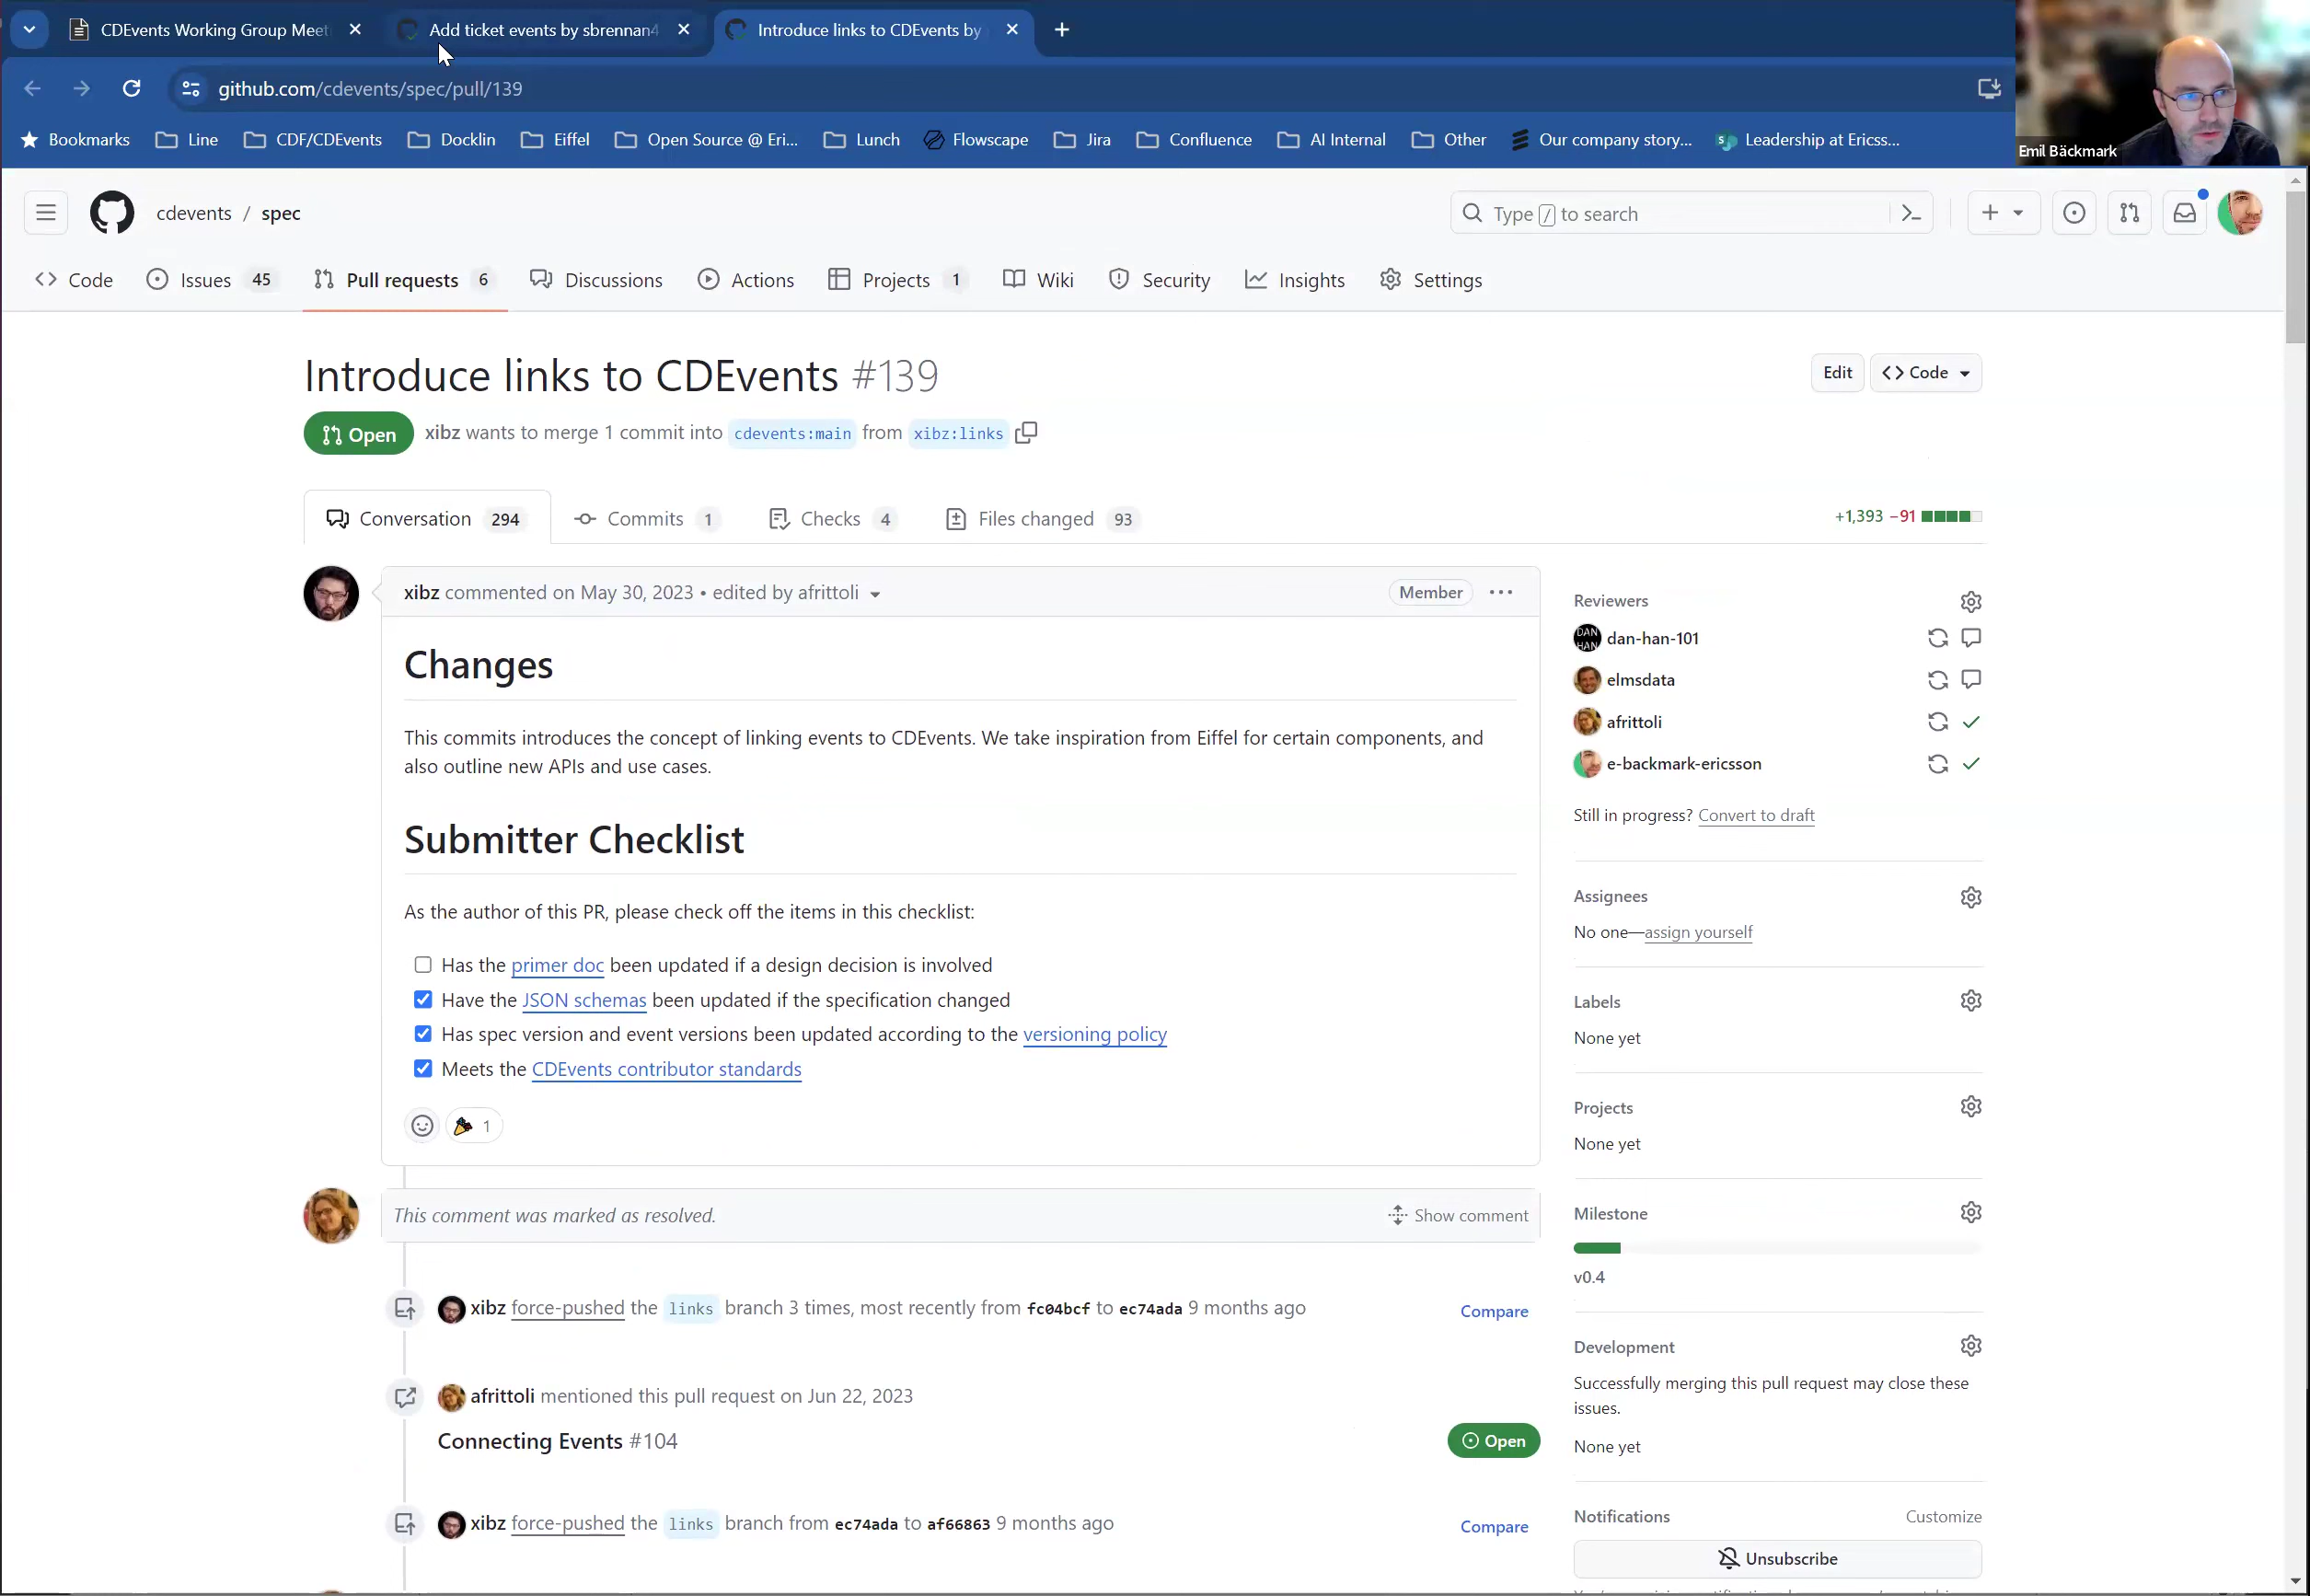 CDEvents Working Group Meet
Add ticket events by sbrennan4
Introduce links to CDEvents by
github.com/cdevents/spec/pull/139
Bookmarks
Line
CDF/CDEvents
Docklin
Eiffel
Open Source @ Eri...
Lunch
Flowscape
Jira
Confluence
AI Internal
Other
Our company story...
Leadership at Ericss...
Emil Bäckmark
cdevents / spec
Type / to search
Code
Issues 45
Pull requests 6
Discussions
Actions
Projects 1
Wiki
Security
Insights
Settings
Introduce links to CDEvents #139
Edit
<> Code
Open
xibz wants to merge 1 commit into cdevents:main from xibz:links
Conversation 294
Commits 1
Checks 4
Files changed 93
+1,393 −91
xibz commented on May 30, 2023 • edited by afrittoli
Member
Changes
This commits introduces the concept of linking events to CDEvents. We take inspiration from Eiffel for certain components, and
also outline new APIs and use cases.
Submitter Checklist
As the author of this PR, please check off the items in this checklist:
Has the primer doc been updated if a design decision is involved
Have the JSON schemas been updated if the specification changed
Has spec version and event versions been updated according to the versioning policy
Meets the CDEvents contributor standards
1
This comment was marked as resolved.
Show comment
xibz force-pushed the links branch 3 times, most recently from fc04bcf to ec74ada 9 months ago
Compare
afrittoli mentioned this pull request on Jun 22, 2023
Connecting Events #104
Open
xibz force-pushed the links branch from ec74ada to af66863 9 months ago
Compare
Reviewers
DAN
HAN
dan-han-101
elmsdata
afrittoli
e-backmark-ericsson
Still in progress? Convert to draft
Assignees
No one—assign yourself
Labels
None yet
Projects
None yet
Milestone
v0.4
Development
Successfully merging this pull request may close these
issues.
None yet
Notifications
Customize
Unsubscribe